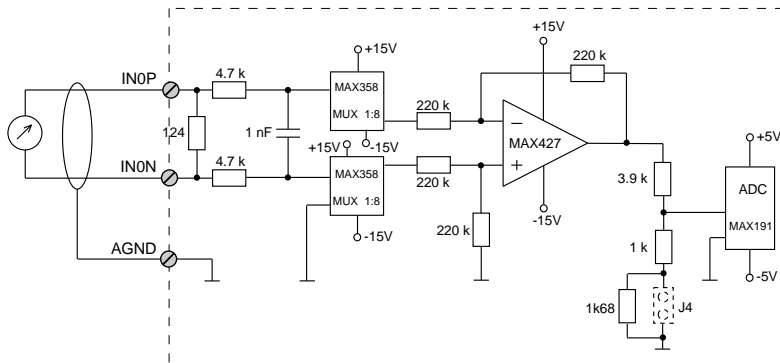 +15V
+15V
220 k
IN0P
4.7 k
MAX358
MUX 1:8
220 k
−
MAX427
+
124
1 nF
-15V
+15V
+5V
IN0N
4.7 k
MAX358
MUX 1:8
220 k
3.9 k
ADC
MAX191
-15V
-15V
220 k
AGND
1 k
-5V
1k68
J4